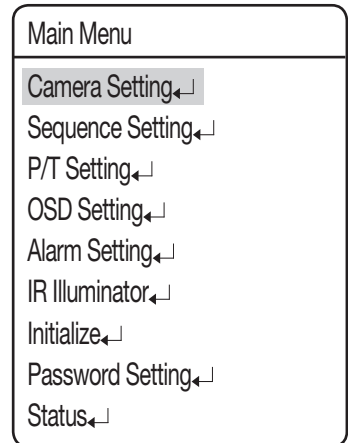 Main Menu
Camera Setting↵
Sequence Setting↵
P/T Setting↵
OSD Setting↵
Alarm Setting↵
IR Illuminator↵
Initialize↵
Password Setting↵
Status↵